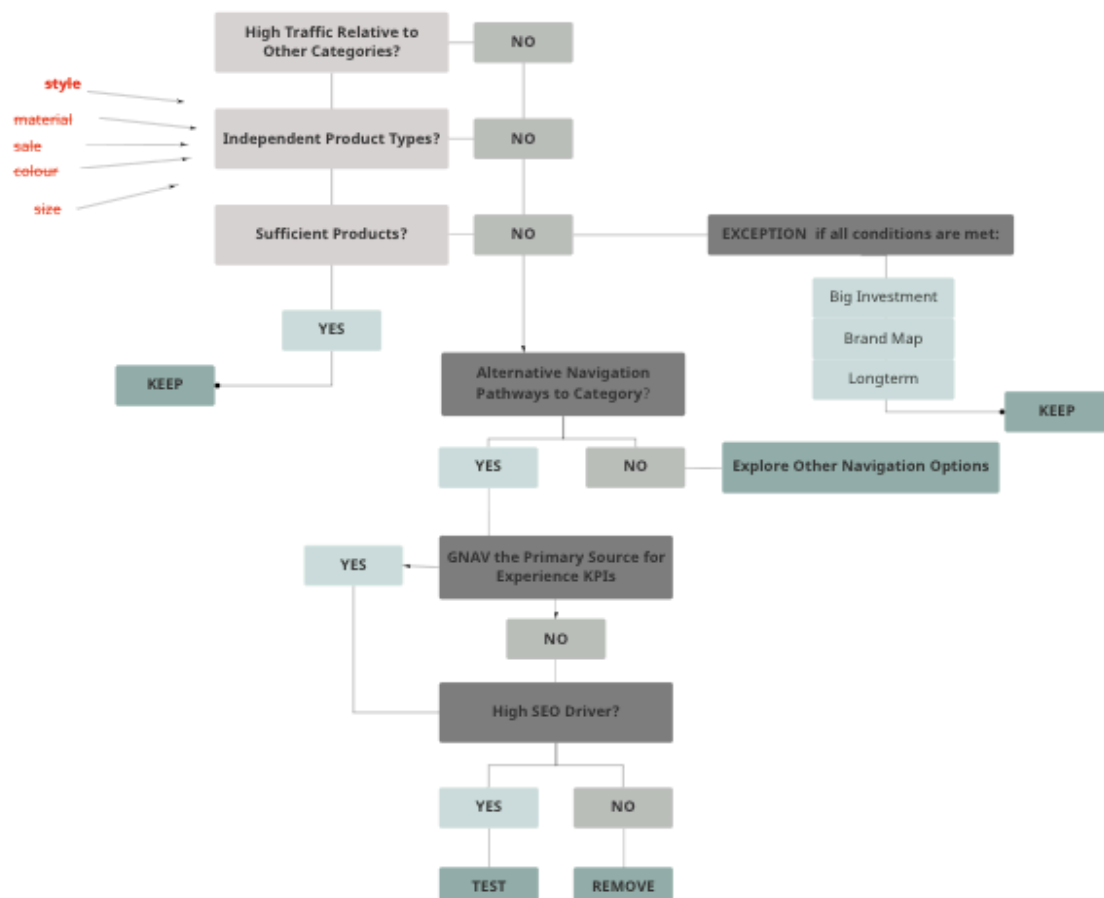 High Traffic Relative to
Other Categories?
NO
style
material
sale
colour
size
Independent Product Types?
NO
Sufficient Products?
NO
EXCEPTION if all conditions are met:
Big Investment
Brand Map
Longterm
KEEP
YES
KEEP
Alternative Navigation
Pathways to Category?
YES
NO
Explore Other Navigation Options
GNAV the Primary Source for
Experience KPIs
YES
NO
High SEO Driver?
YES
NO
TEST
REMOVE